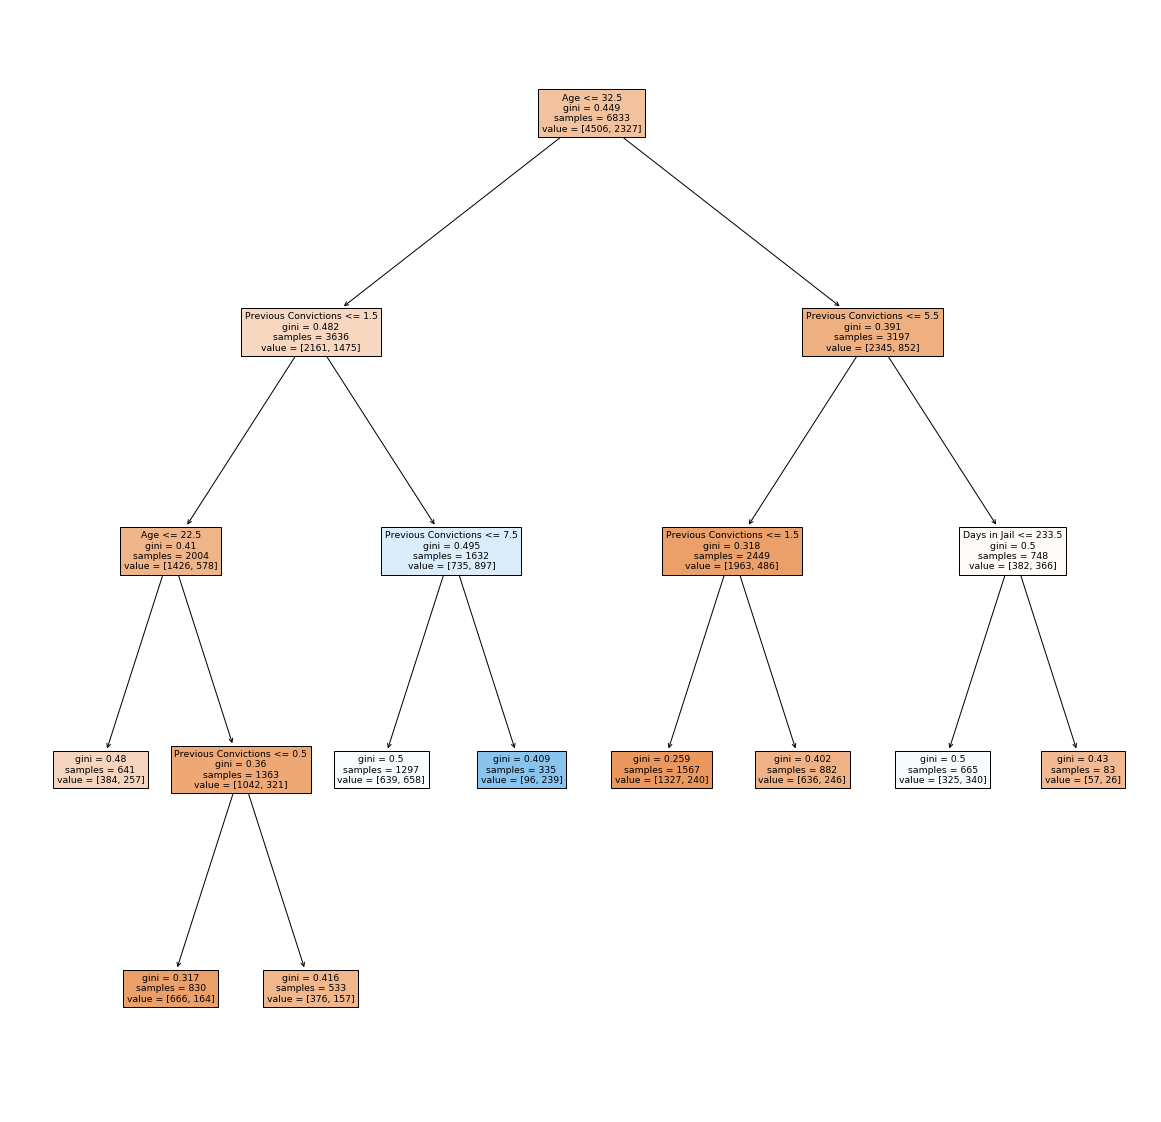 Age <= 32.5
gini = 0.449
samples = 6833
value = [4506, 2327]
Previous Convictions <= 1.5
gini = 0.482
samples = 3636
value = [2161, 1475]
Previous Convictions <= 5.5
gini = 0.391
samples = 3197
value = [2345, 852]
Age <= 22.5
gini = 0.41
samples = 2004
value = [1426, 578]
Previous Convictions <= 7.5
gini = 0.495
samples = 1632
value = [735, 897]
Previous Convictions <= 1.5
gini = 0.318
samples = 2449
value = [1963, 486]
Days in Jail <= 233.5
gini = 0.5
samples = 748
value = [382, 366]
gini = 0.48
samples = 641
value = [384, 257]
Previous Convictions <= 0.5
gini = 0.36
samples = 1363
value = [1042, 321]
gini = 0.5
samples = 1297
value = [639, 658]
gini = 0.409
samples = 335
value = [96, 239]
gini = 0.259
samples = 1567
value = [1327, 240]
gini = 0.402
samples = 882
value = [636, 246]
gini = 0.5
samples = 665
value = [325, 340]
gini = 0.43
samples = 83
value = [57, 26]
gini = 0.317
samples = 830
value = [666, 164]
gini = 0.416
samples = 533
value = [376, 157]